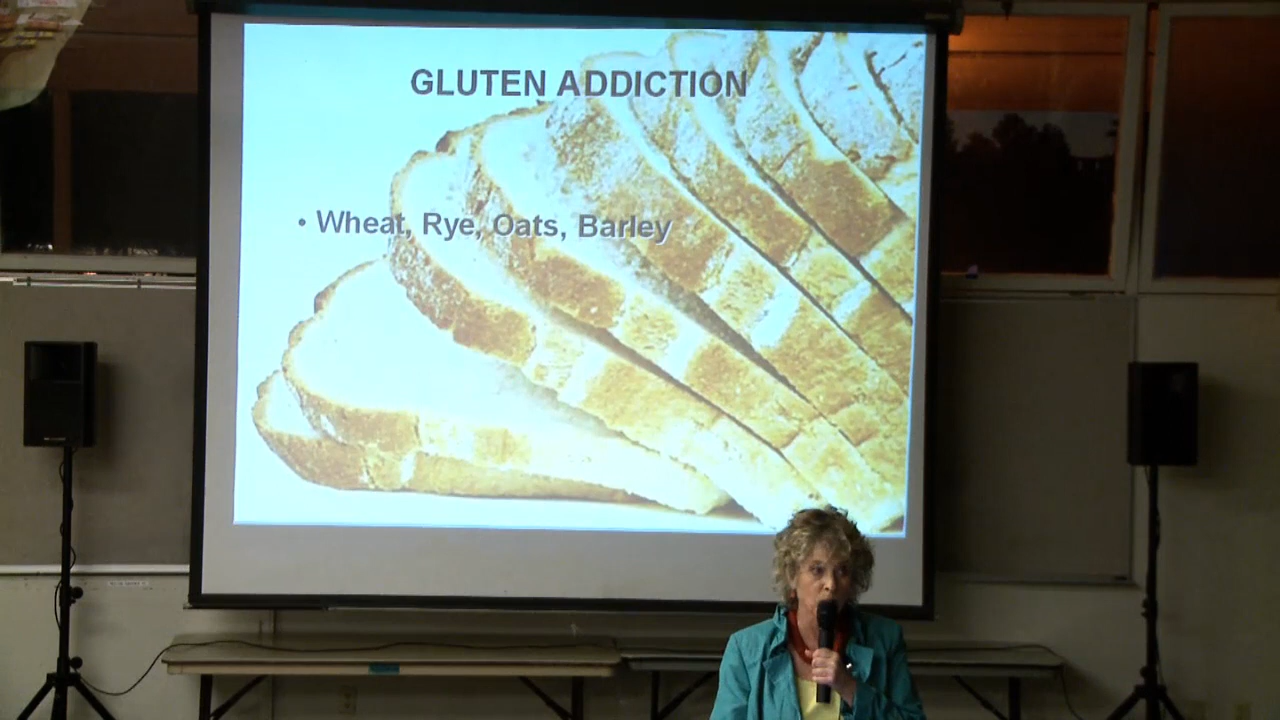 GLUTEN ADDICTION
• Wheat, Rye, Oats, Barley